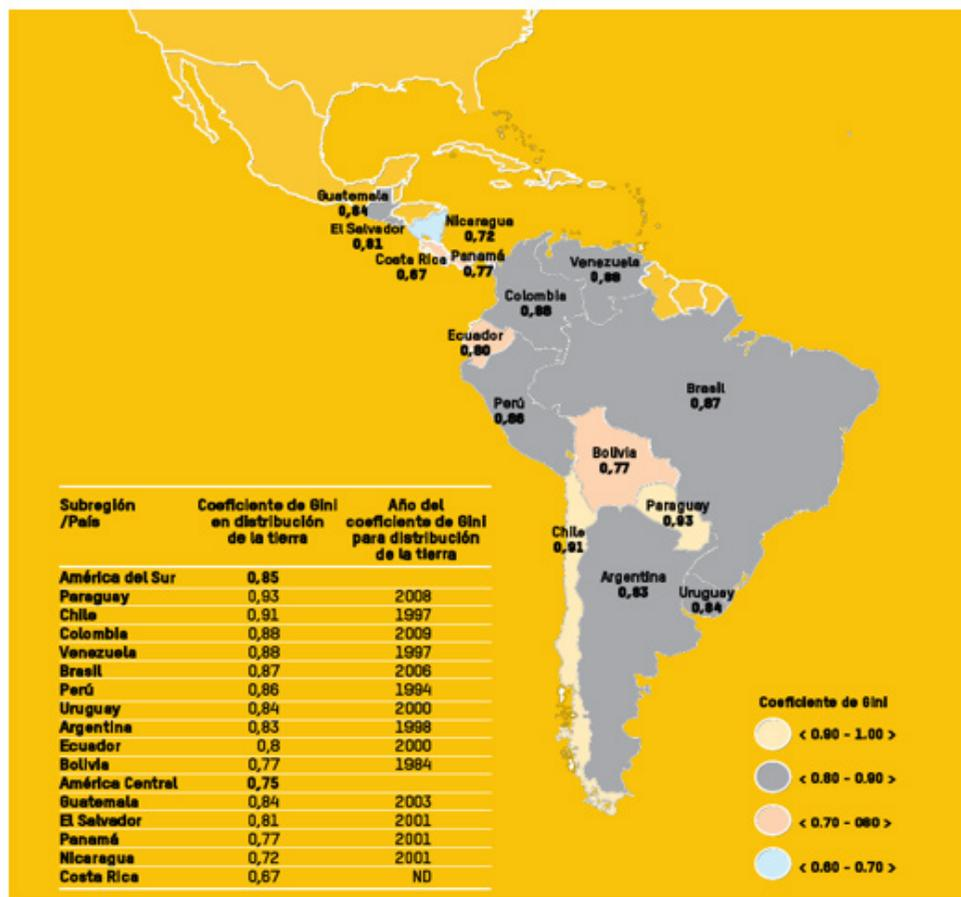 Guatemala
0,84
El Salvador
0,81
Nicaragua
0,72
Costa Rica
0,67
Panamá
0,77
Venezuela
0,88
Colombia
0,88
Ecuador
0,80
Brasil
0,87
Perú
0,86
Bolivia
0,77
Paraguay
0,93
Chile
0,91
Argentina
0,83
Uruguay
0,84
Subregión
/País
Coeficiente de Gini
en distribución
de la tierra
Año del
coeficiente de Gini
para distribución
de la tierra
América del Sur 0,85
Paraguay 0,93 2008
Chile 0,91 1997
Colombia 0,88 2009
Venezuela 0,88 1997
Brasil 0,87 2006
Perú 0,86 1994
Uruguay 0,84 2000
Argentina 0,83 1998
Ecuador 0,8 2000
Bolivia 0,77 1984
América Central 0,75
Guatemala 0,84 2003
El Salvador 0,81 2001
Panamá 0,77 2001
Nicaragua 0,72 2001
Costa Rica 0,67 ND
Coeficiente de Gini
< 0.90 - 1.00 >
< 0.80 - 0.90 >
< 0.70 - 080 >
< 0.60 - 0.70 >